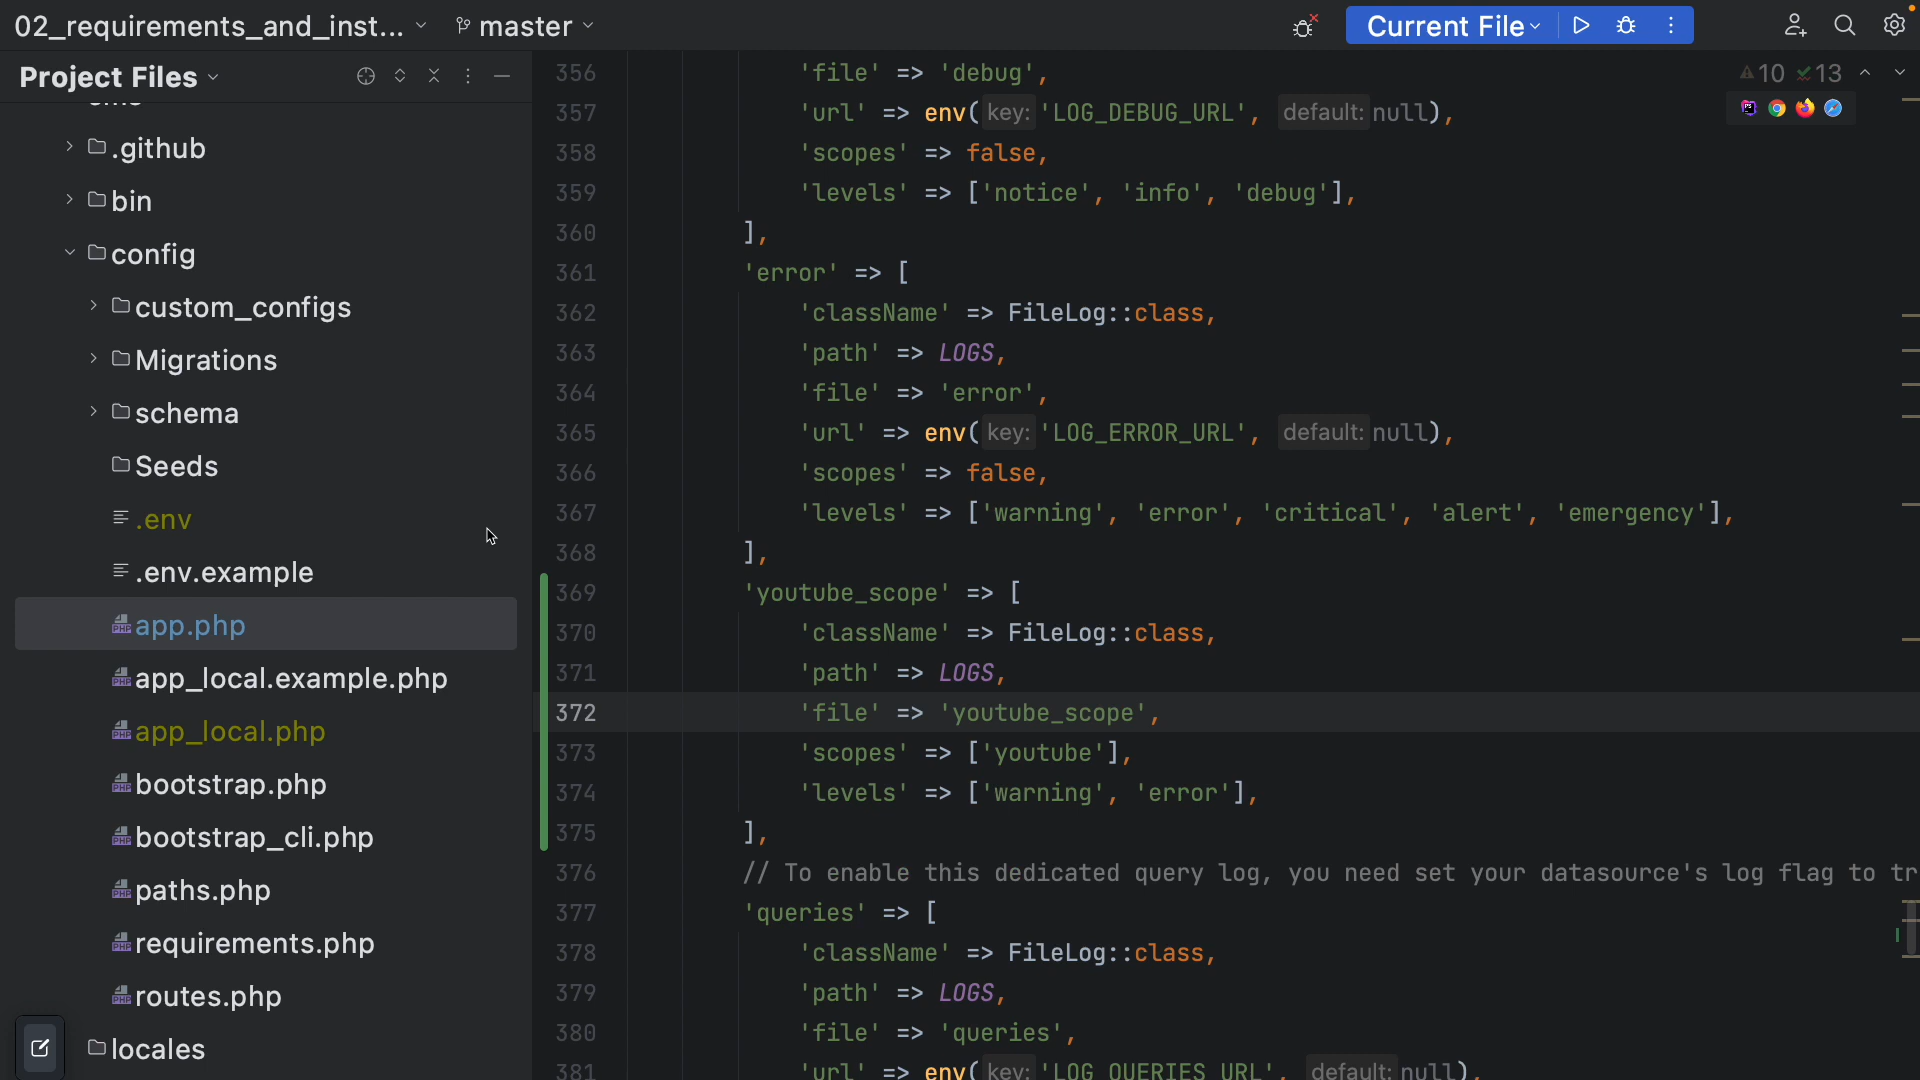 02_requirements_and_inst...
master
Current File
Project Files
.github
bin
config
custom_configs
Migrations
schema
Seeds
.env
.env.example
app.php
app_local.example.php
app_local.php
bootstrap.php
bootstrap_cli.php
paths.php
requirements.php
routes.php
locales
10 13
356 'file' => 'debug',
357 'url' => env( key: 'LOG_DEBUG_URL', default: null),
358 'scopes' => false,
359 'levels' => ['notice', 'info', 'debug'],
360 ],
361 'error' => [
362 'className' => FileLog::class,
363 'path' => LOGS,
364 'file' => 'error',
365 'url' => env( key: 'LOG_ERROR_URL', default: null),
366 'scopes' => false,
367 'levels' => ['warning', 'error', 'critical', 'alert', 'emergency'],
368 ],
369 'youtube_scope' => [
370 'className' => FileLog::class,
371 'path' => LOGS,
372 'file' => 'youtube_scope',
373 'scopes' => ['youtube'],
374 'levels' => ['warning', 'error'],
375 ],
376 // To enable this dedicated query log, you need set your datasource's log flag to tr
377 'queries' => [
378 'className' => FileLog::class,
379 'path' => LOGS,
380 'file' => 'queries',
381 'url' => env( key: 'LOG_QUERIES_URL', default: null),